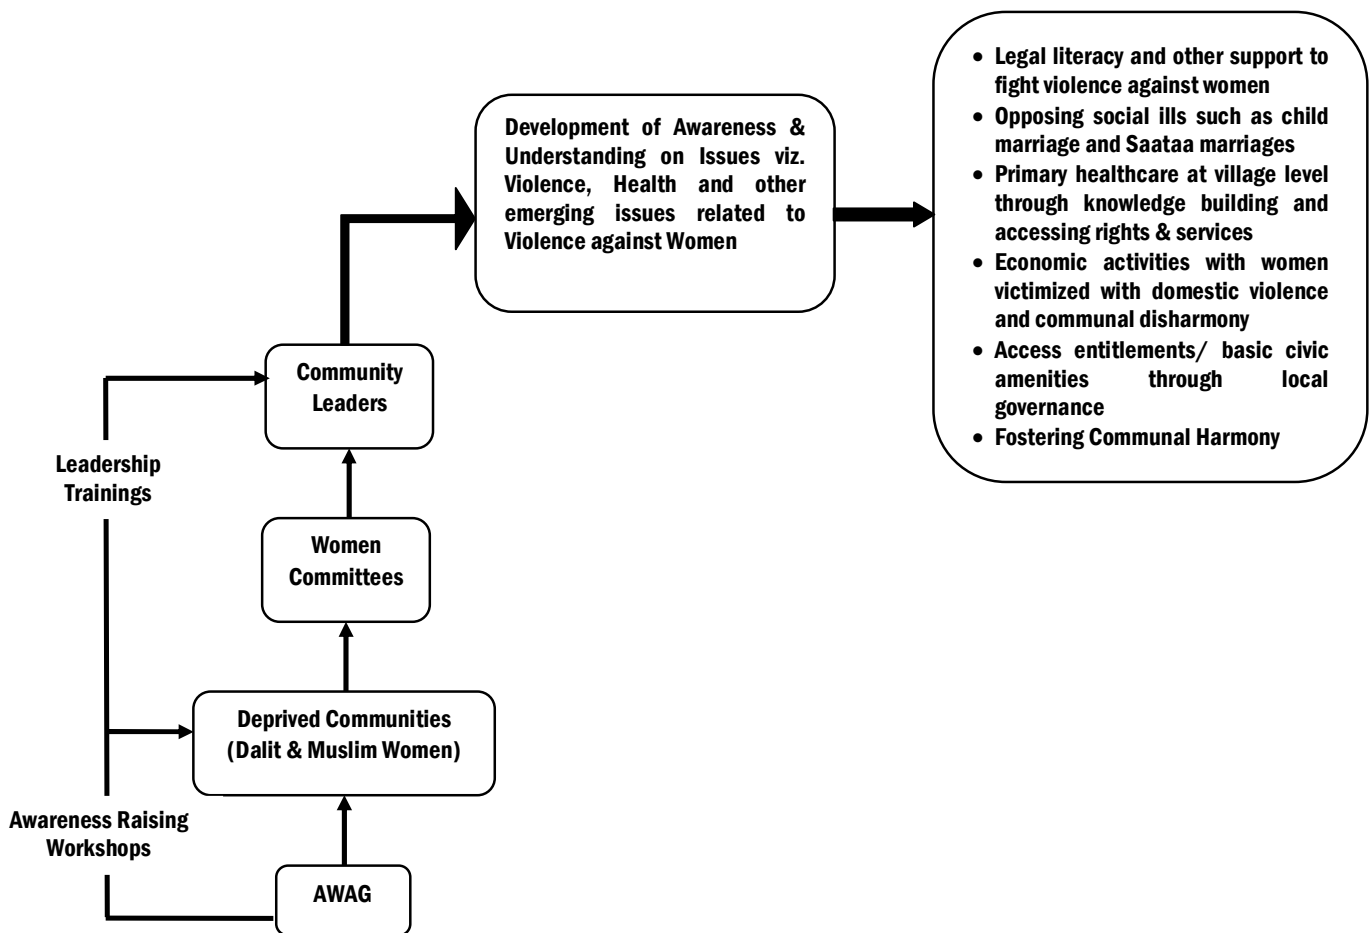 Development of Awareness &
Understanding on Issues viz.
Violence, Health and other
emerging issues related to
Violence against Women
• Legal literacy and other support to
fight violence against women
• Opposing social ills such as child
marriage and Saataa marriages
• Primary healthcare at village level
through knowledge building and
accessing rights & services
• Economic activities with women
victimized with domestic violence
and communal disharmony
• Access entitlements/ basic civic
amenities through local
governance
• Fostering Communal Harmony
Community
Leaders
Leadership
Trainings
Women
Committees
Deprived Communities
(Dalit & Muslim Women)
Awareness Raising
Workshops
AWAG